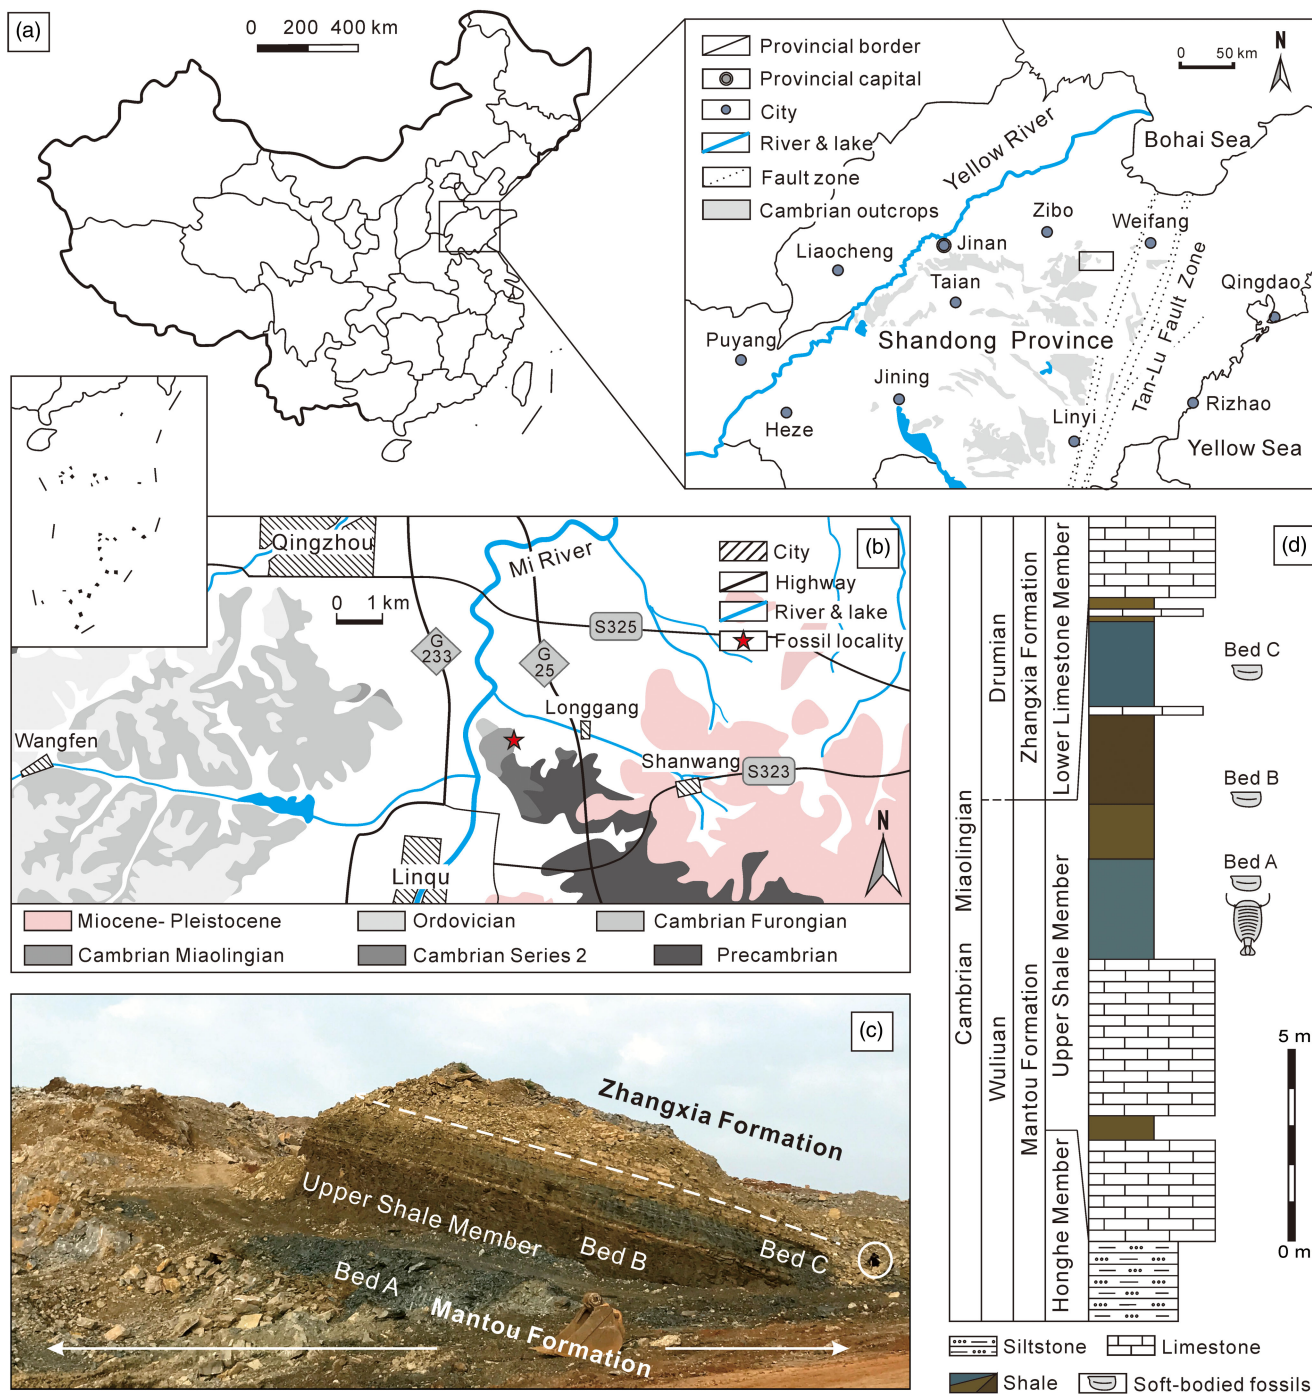 (a)
0 200 400 km
Provincial border
Provincial capital
City
River & lake
Fault zone
Cambrian outcrops
0 50 km
N
Yellow River
Bohai Sea
Zibo
Weifang
Jinan
Liaocheng
Taian
Qingdao
Tan-Lu Fault Zone
Puyang
Shandong Province
Jining
Rizhao
Heze
Linyi
Yellow Sea
(b)
Qingzhou
Mi River
City
Highway
River & lake
Fossil locality
0 1 km
S325
G
233
G
25
Longgang
Wangfen
Shanwang
S323
N
Linqu
Miocene- Pleistocene
Ordovician
Cambrian Furongian
Cambrian Miaolingian
Cambrian Series 2
Precambrian
(c)
Zhangxia Formation
Upper Shale Member
Bed B
Bed C
Bed A
Mantou Formation
(d)
Cambrian Miaolingian
Drumian
Wuliuan
Zhangxia Formation
Mantou Formation
Lower Limestone Member
Upper Shale Member
Honghe Member
Bed C
Bed B
Bed A
5 m
0 m
Siltstone
Limestone
Shale
Soft-bodied fossils